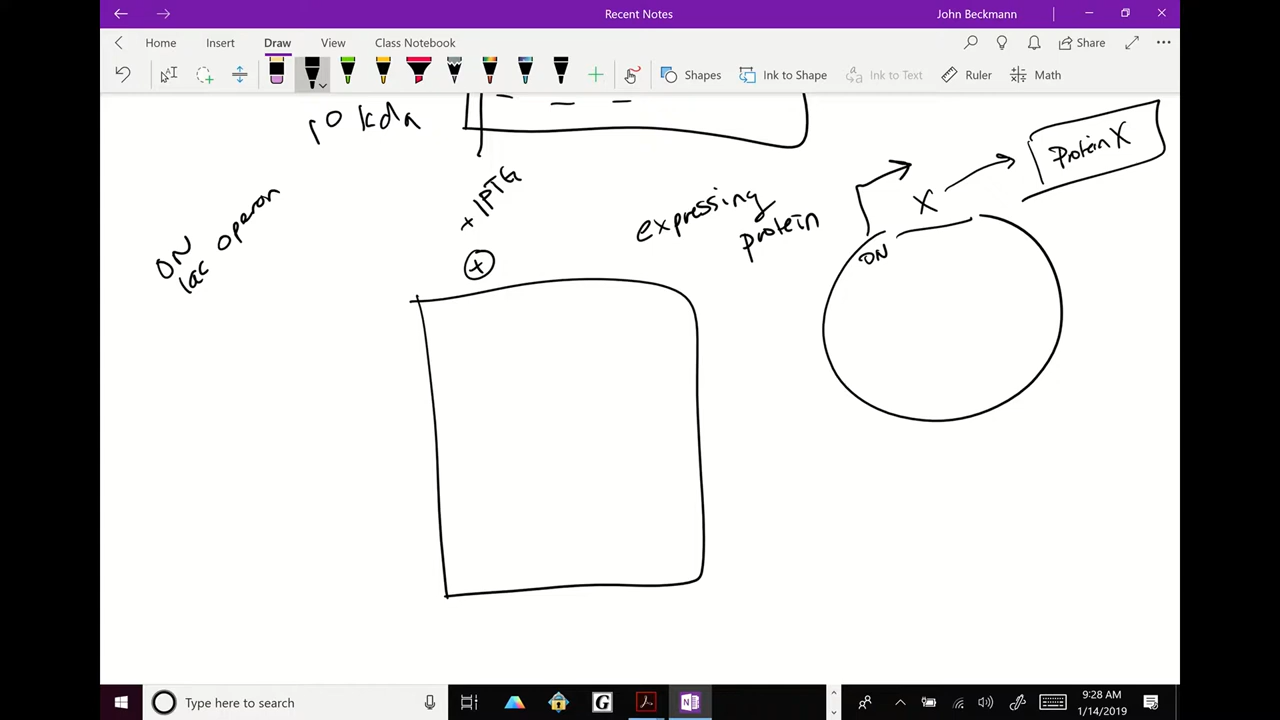 Recent Notes
John Beckmann
Home Insert Draw View Class Notebook
Share
Shapes
Ink to Shape
Ink to Text
Ruler
Math
10 kda
ON
lac operon
+ IPTG
+
expressing
protein
X
Protein X
ON
Type here to search
G
N
9:28 AM
1/14/2019